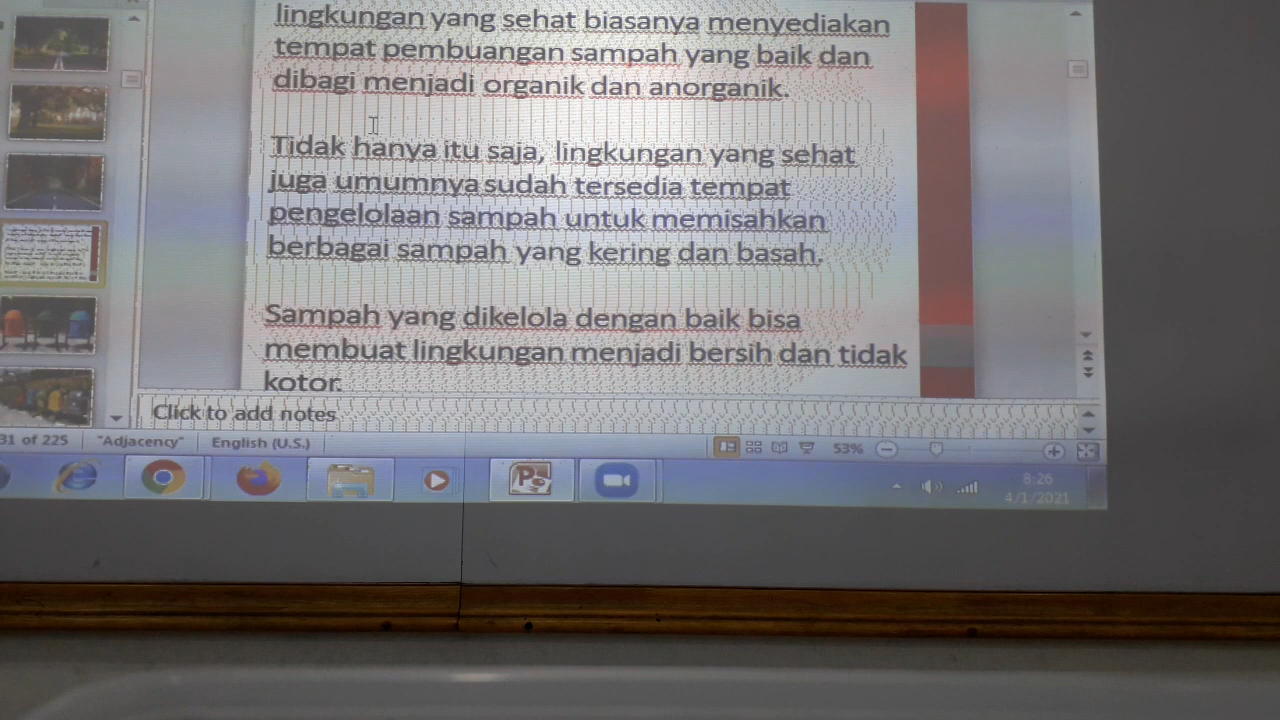 lingkungan yang sehat biasanya menyediakan
tempat pembuangan sampah yang baik dan
dibagi menjadi organik dan anorganik.
Tidak hanya itu saja, lingkungan yang sehat
juga umumnya sudah tersedia tempat
pengelolaan sampah untuk memisahkan
berbagai sampah yang kering dan basah.
Sampah yang dikelola dengan baik bisa
membuat lingkungan menjadi bersih dan tidak
kotor.
Click to add notes
31 of 225 "Adjacency" English (U.S.) 53%
8:26
4/1/2021